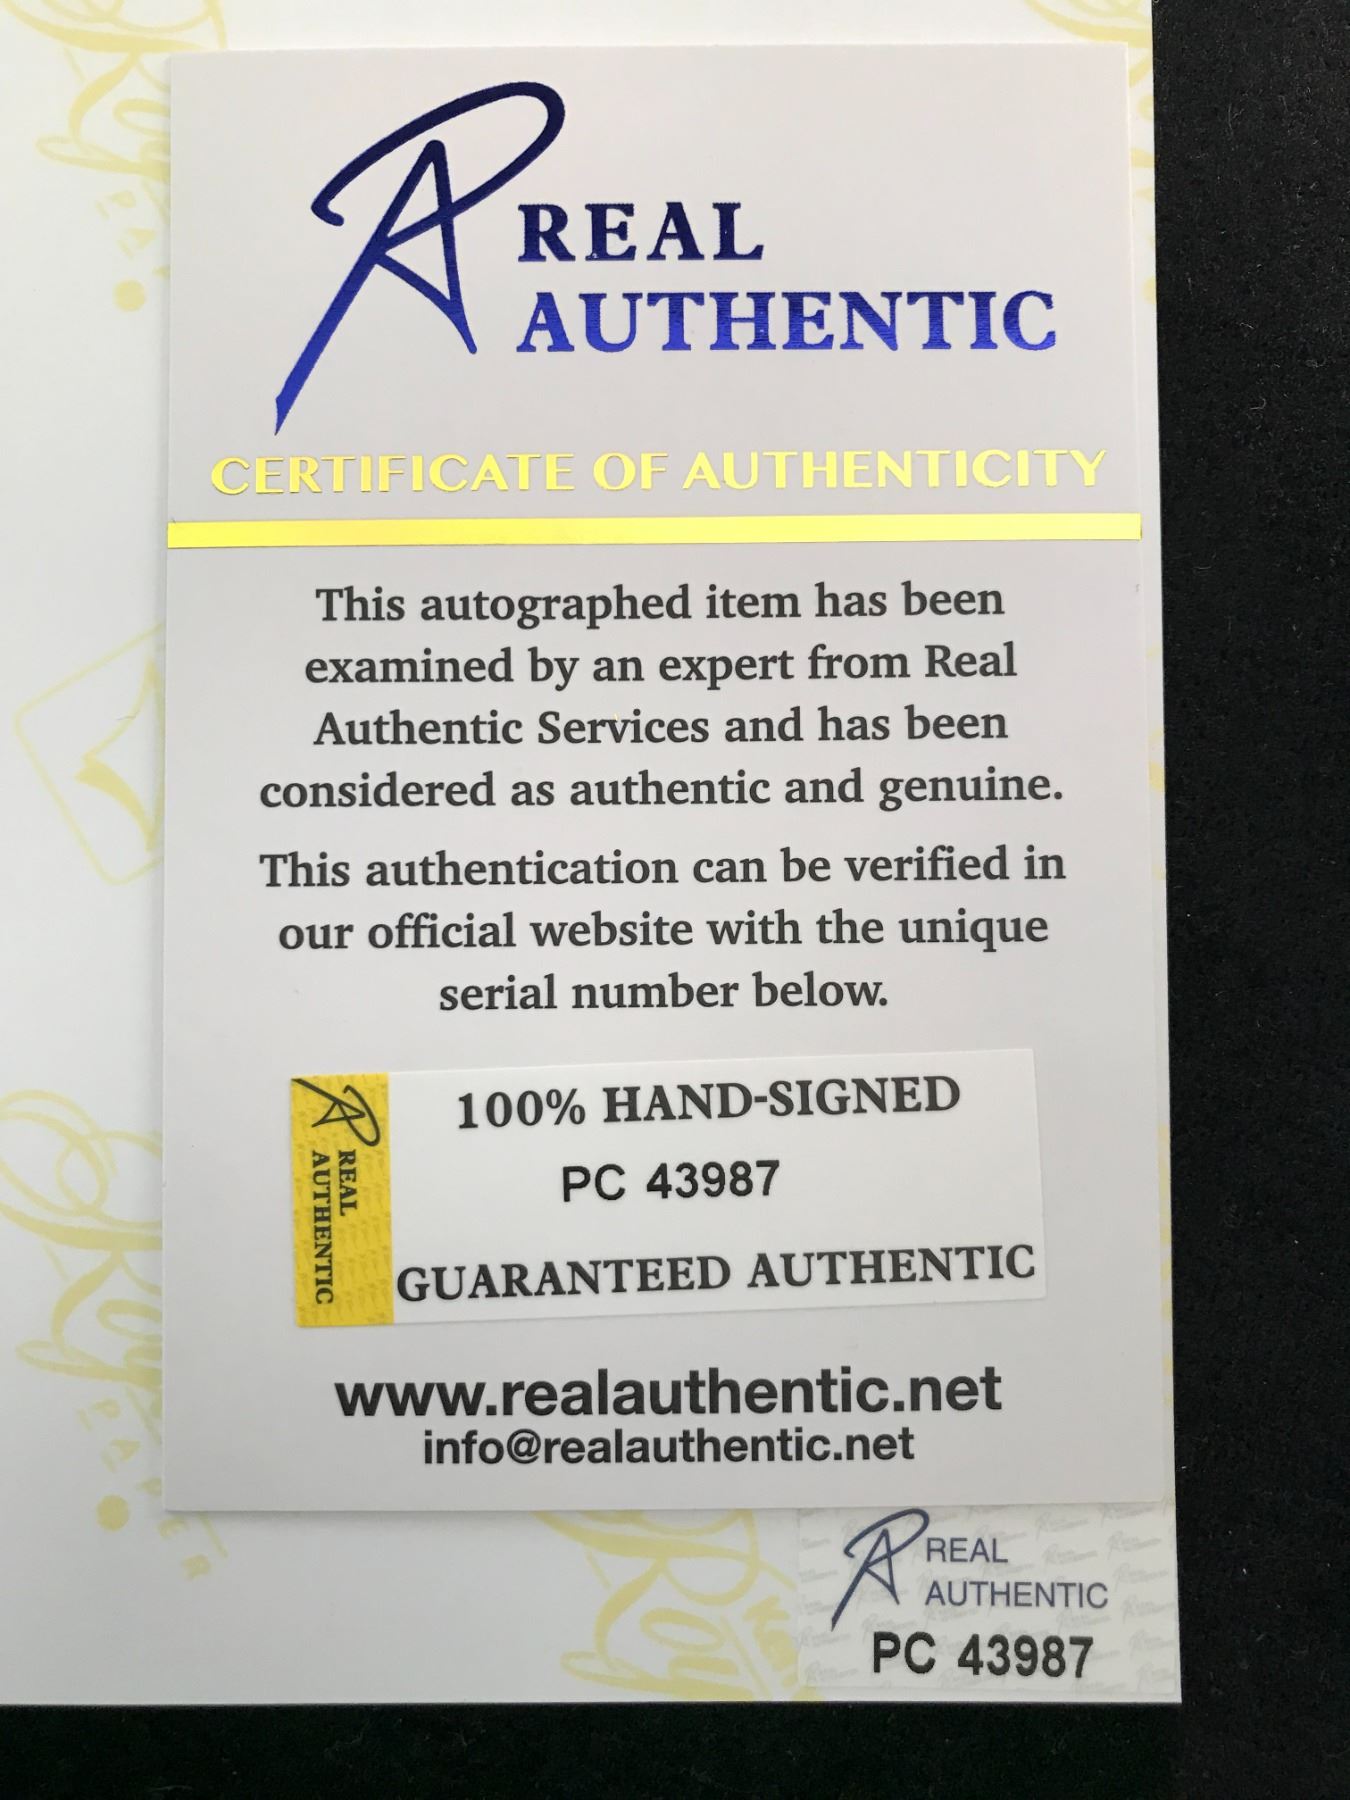 REAL
AUTHENTIC
CERTIFICATE OF AUTHENTICITY
This autographed item has been
examined by an expert from Real
Authentic Services and has been
considered as authentic and genuine.
This authentication can be verified in
our official website with the unique
serial number below.
REAL
AUTHENTIC
100% HAND-SIGNED
PC 43987
GUARANTEED AUTHENTIC
www.realauthentic.net
info@realauthentic.net
REAL
AUTHENTIC
PC 43987